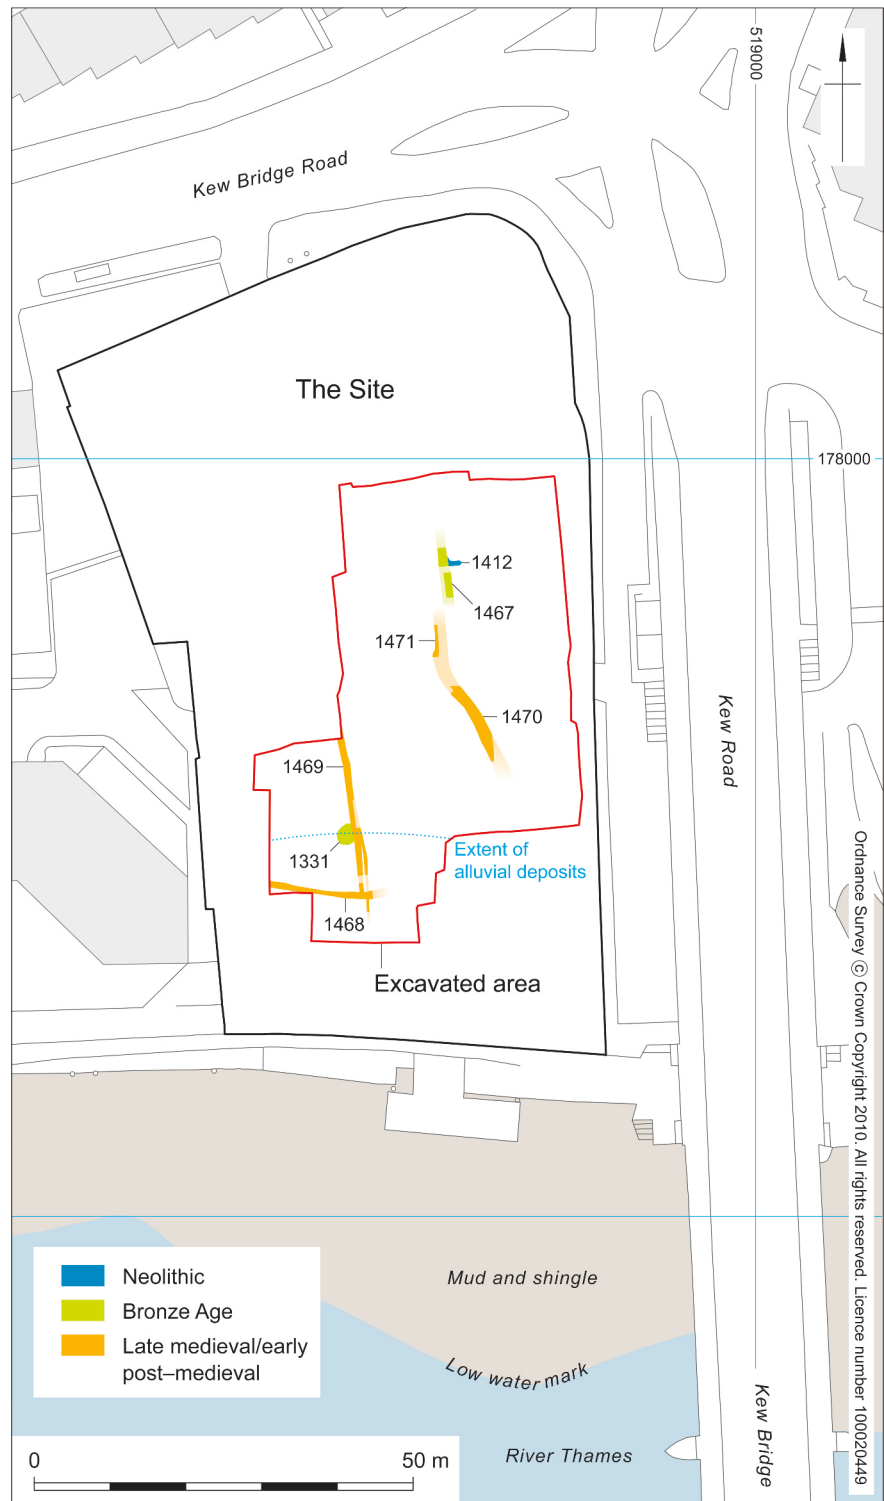 519000
Kew Bridge Road
The Site
178000
1412
1467
1471
1470
Kew Road
1469
1331
Extent of
alluvial deposits
1468
Excavated area
Ordnance Survey © Crown Copyright 2010. All rights reserved. Licence number 100020449
Neolithic
Bronze Age
Late medieval/early
post–medieval
Mud and shingle
Low water mark
River Thames
Kew Bridge
0
50 m